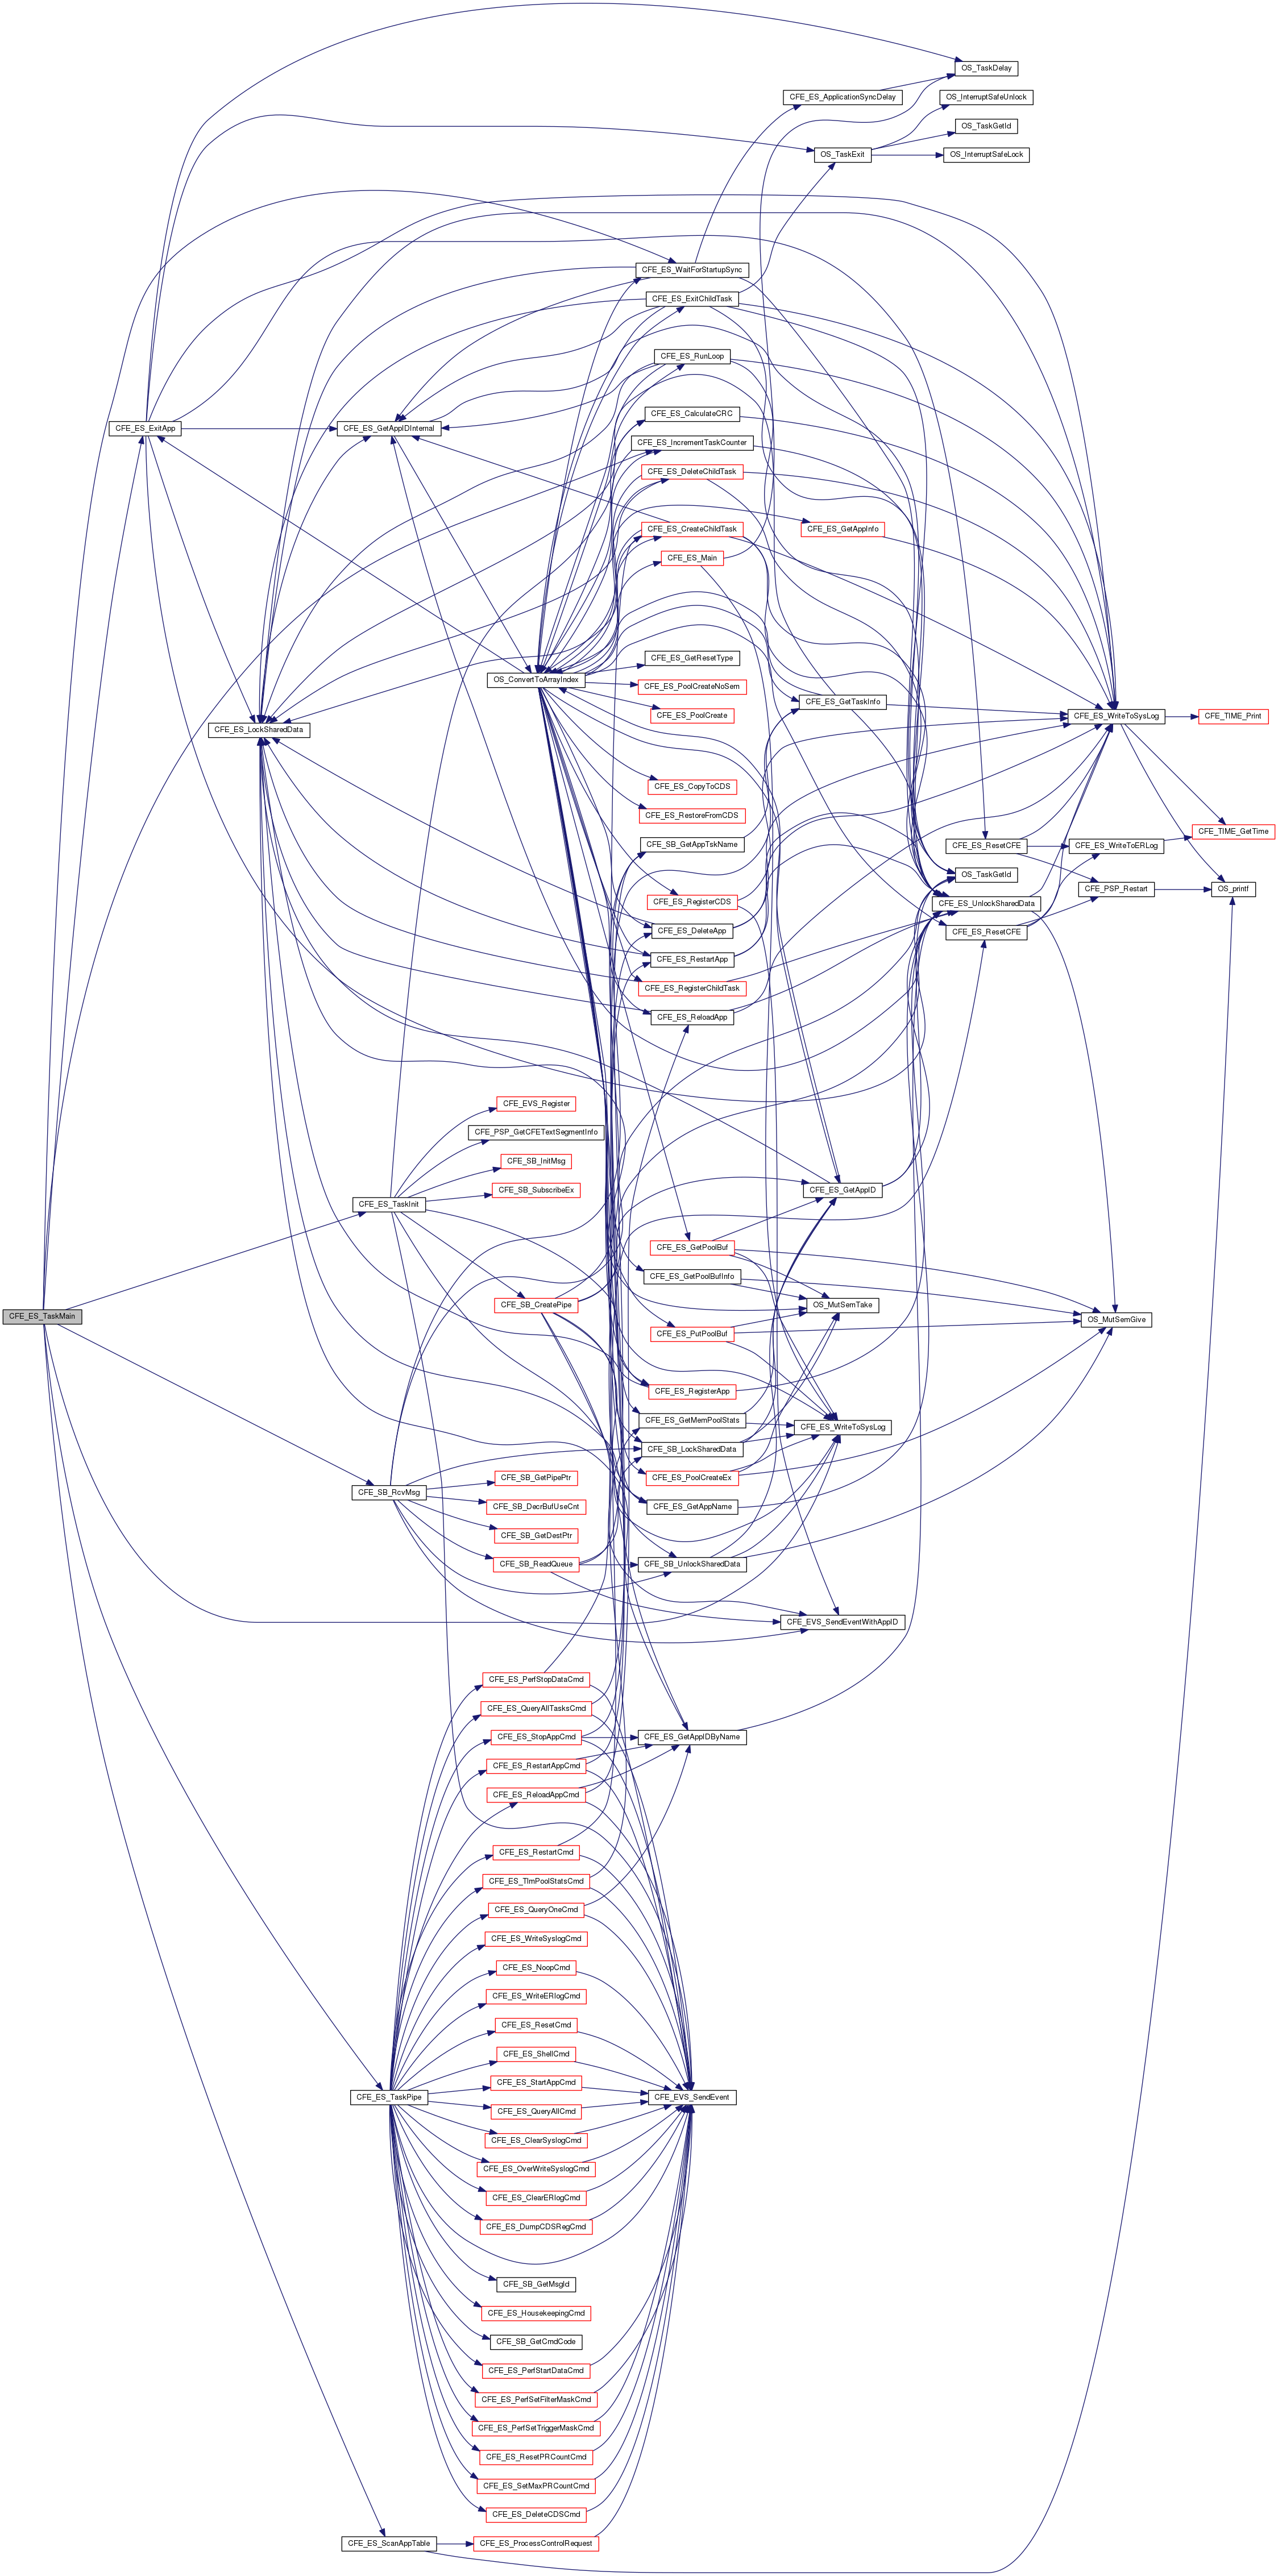 OS_TaskDelay
CFE_ES_ApplicationSyncDelay
OS_InterruptSafeUnlock
OS_TaskGetId
OS_TaskExit
OS_InterruptSafeLock
CFE_ES_WaitForStartupSync
CFE_ES_ExitChildTask
CFE_ES_RunLoop
CFE_ES_CalculateCRC
CFE_ES_ExitApp
CFE_ES_GetAppIDInternal
CFE_ES_IncrementTaskCounter
CFE_ES_DeleteChildTask
CFE_ES_CreateChildTask
CFE_ES_GetAppInfo
CFE_ES_Main
CFE_ES_GetResetType
OS_ConvertToArrayIndex
CFE_ES_PoolCreateNoSem
CFE_ES_GetTaskInfo
CFE_ES_PoolCreate
CFE_ES_WriteToSysLog
CFE_TIME_Print
CFE_ES_LockSharedData
CFE_ES_CopyToCDS
CFE_ES_RestoreFromCDS
CFE_TIME_GetTime
CFE_SB_GetAppTskName
CFE_ES_ResetCFE
CFE_ES_WriteToERLog
OS_TaskGetId
CFE_PSP_Restart
OS_printf
CFE_ES_RegisterCDS
CFE_ES_UnlockSharedData
CFE_ES_DeleteApp
CFE_ES_ResetCFE
CFE_ES_RestartApp
CFE_ES_RegisterChildTask
CFE_ES_ReloadApp
CFE_EVS_Register
CFE_PSP_GetCFETextSegmentInfo
CFE_SB_InitMsg
CFE_SB_SubscribeEx
CFE_ES_GetAppID
CFE_ES_TaskInit
CFE_ES_GetPoolBuf
CFE_ES_GetPoolBufInfo
CFE_SB_CreatePipe
OS_MutSemTake
CFE_ES_TaskMain
OS_MutSemGive
CFE_ES_PutPoolBuf
CFE_ES_RegisterApp
CFE_ES_GetMemPoolStats
CFE_ES_WriteToSysLog
CFE_SB_LockSharedData
CFE_SB_GetPipePtr
CFE_ES_PoolCreateEx
CFE_SB_RcvMsg
CFE_SB_DecrBufUseCnt
CFE_ES_GetAppName
CFE_SB_GetDestPtr
CFE_SB_ReadQueue
CFE_SB_UnlockSharedData
CFE_EVS_SendEventWithAppID
CFE_ES_PerfStopDataCmd
CFE_ES_QueryAllTasksCmd
CFE_ES_StopAppCmd
CFE_ES_GetAppIDByName
CFE_ES_RestartAppCmd
CFE_ES_ReloadAppCmd
CFE_ES_RestartCmd
CFE_ES_TlmPoolStatsCmd
CFE_ES_QueryOneCmd
CFE_ES_WriteSyslogCmd
CFE_ES_NoopCmd
CFE_ES_WriteERlogCmd
CFE_ES_ResetCmd
CFE_ES_ShellCmd
CFE_ES_StartAppCmd
CFE_ES_TaskPipe
CFE_EVS_SendEvent
CFE_ES_QueryAllCmd
CFE_ES_ClearSyslogCmd
CFE_ES_OverWriteSyslogCmd
CFE_ES_ClearERlogCmd
CFE_ES_DumpCDSRegCmd
CFE_SB_GetMsgId
CFE_ES_HousekeepingCmd
CFE_SB_GetCmdCode
CFE_ES_PerfStartDataCmd
CFE_ES_PerfSetFilterMaskCmd
CFE_ES_PerfSetTriggerMaskCmd
CFE_ES_ResetPRCountCmd
CFE_ES_SetMaxPRCountCmd
CFE_ES_DeleteCDSCmd
CFE_ES_ScanAppTable
CFE_ES_ProcessControlRequest